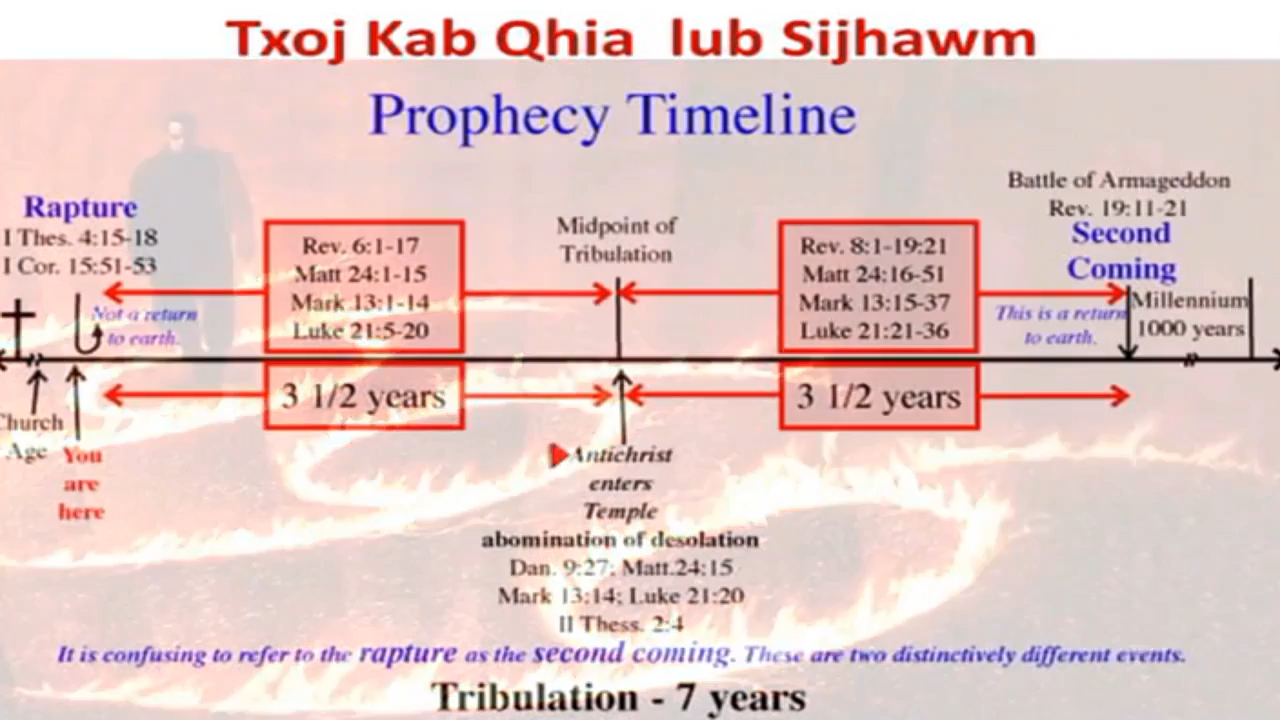 Txoj Kab Qhia lub Sijhawm
Prophecy Timeline
Rapture
I Thes. 4:15-18
I Cor. 15:51-53
Not a return
to earth.
Rev. 6:1-17
Matt 24:1-15
Mark 13:1-14
Luke 21:5-20
Midpoint of
Tribulation
Rev. 8:1-19:21
Matt 24:16-51
Mark 13:15-37
Luke 21:21-36
Battle of Armageddon
Rev. 19:11-21
Second
Coming
This is a return
to earth.
Millennium
1000 years
3 1/2 years
3 1/2 years
Church
Age
You
are
here
Antichrist
enters
Temple
abomination of desolation
Dan. 9:27; Matt.24:15
Mark 13:14; Luke 21:20
II Thess. 2:4
It is confusing to refer to the rapture as the second coming. These are two distinctively different events.
Tribulation - 7 years